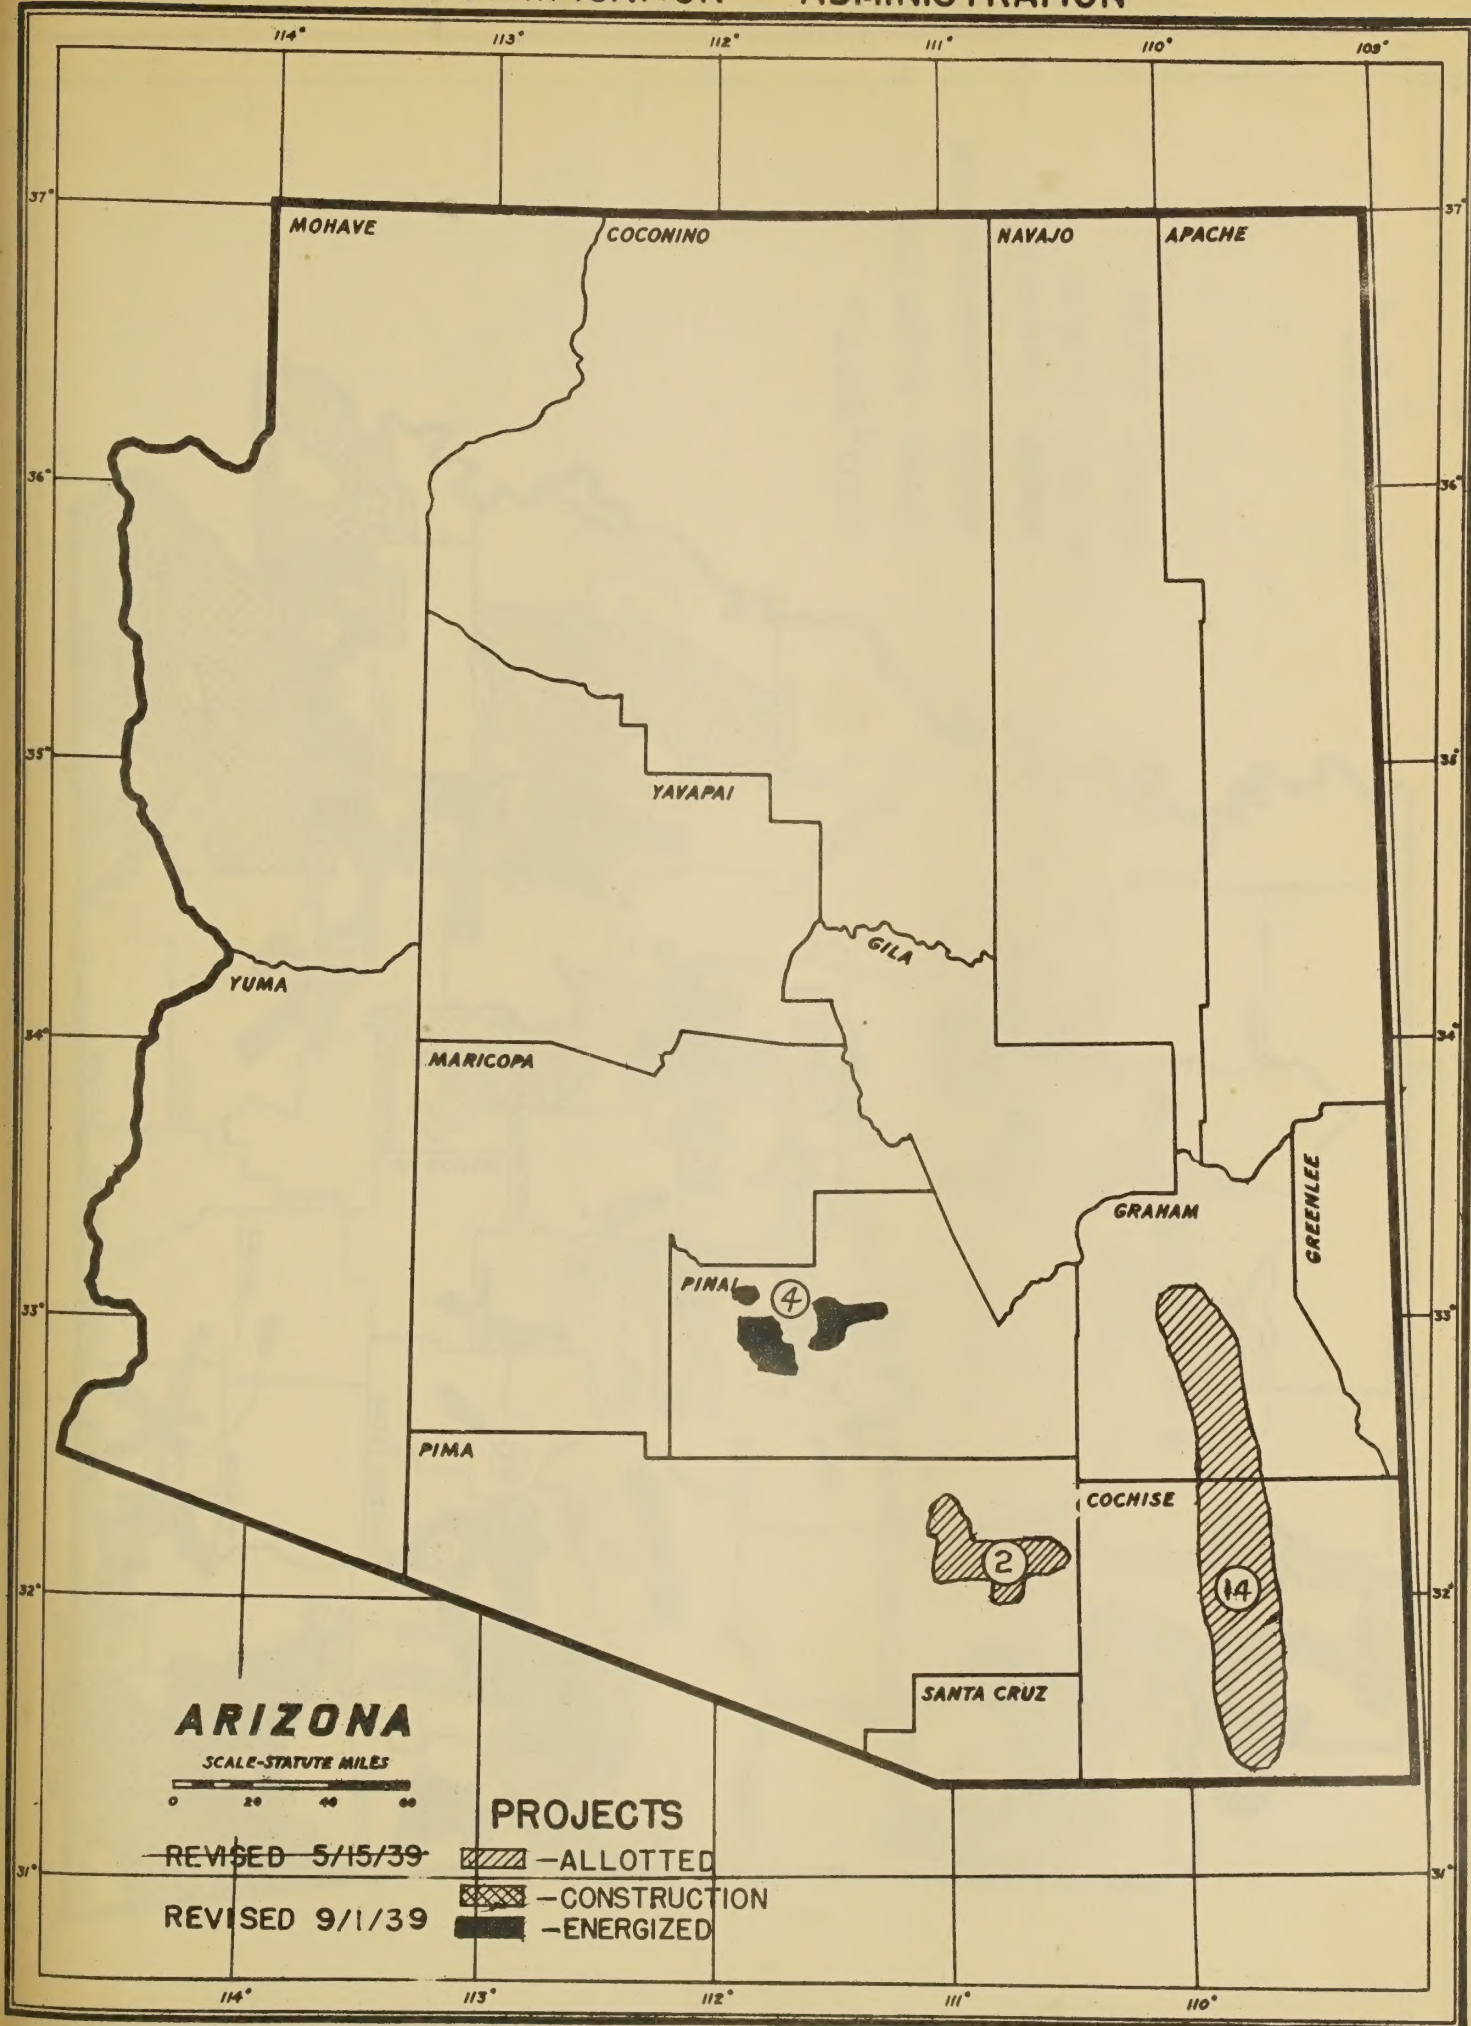 ADMINISTRATION
114° 113° 112° 111° 110° 109°
37° 37°
MOHAVE COCONINO NAVAJO APACHE
36° 36°
35° 35°
YAVAPAI
GILA
YUMA
34° 34°
MARICOPA
GREENLEE
GRAHAM
PINAL 4
33° 33°
PIMA
COCHISE
2
14
32° 32°
SANTA CRUZ
ARIZONA
SCALE-STATUTE MILES
0 20 40 60
PROJECTS
REVISED 5/15/39 -ALLOTTED
31° 31°
-CONSTRUCTION
REVISED 9/1/39 -ENERGIZED
114° 113° 112° 111° 110°